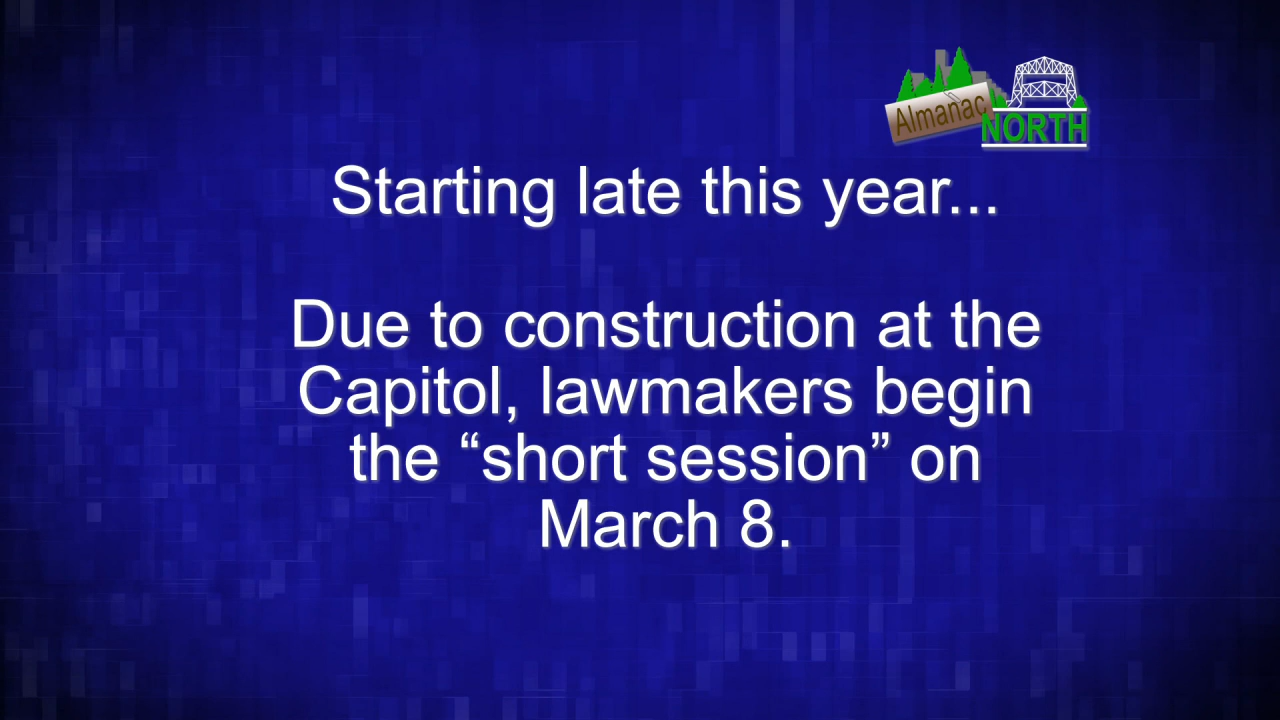 Almanac
NORTH
Starting late this year...
Due to construction at the
Capitol, lawmakers begin
the “short session” on
March 8.